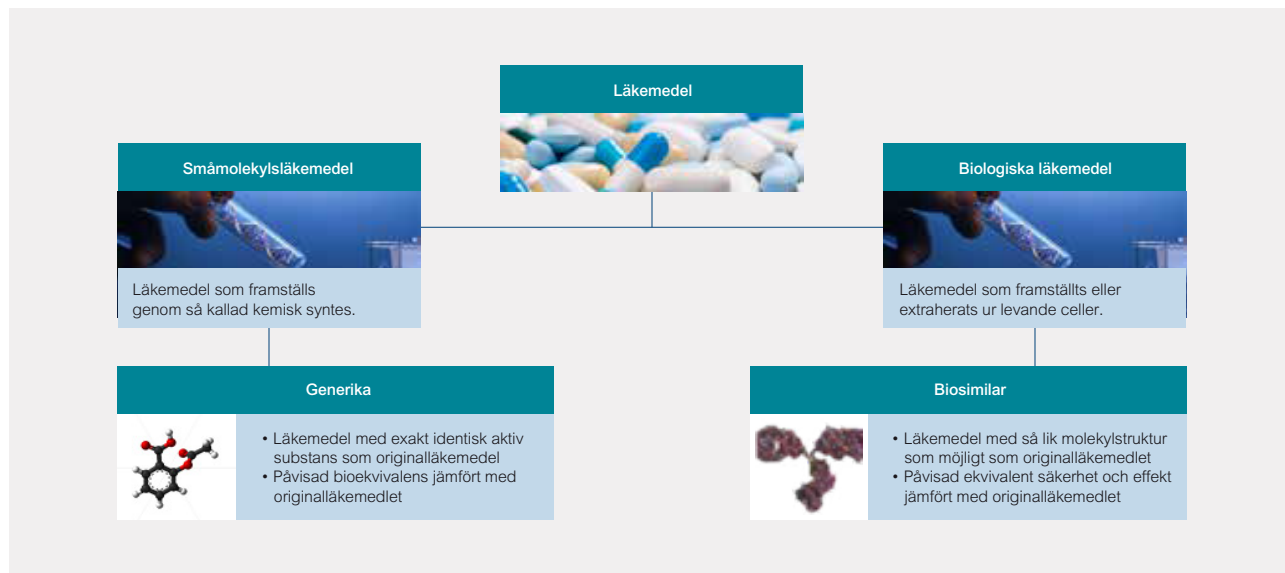 Läkemedel
Småmolekylsläkemedel
Läkemedel som framställs
genom så kallad kemisk syntes.
Biologiska läkemedel
Läkemedel som framställts eller
extraherats ur levande celler.
Generika
• Läkemedel med exakt identisk aktiv
substans som originalläkemedel
• Påvisad bioekvivalens jämfört med
originalläkemedlet
Biosimilar
• Läkemedel med så lik molekylstruktur
som möjligt som originalläkemedlet
• Påvisad ekvivalent säkerhet och effekt
jämfört med originalläkemedlet